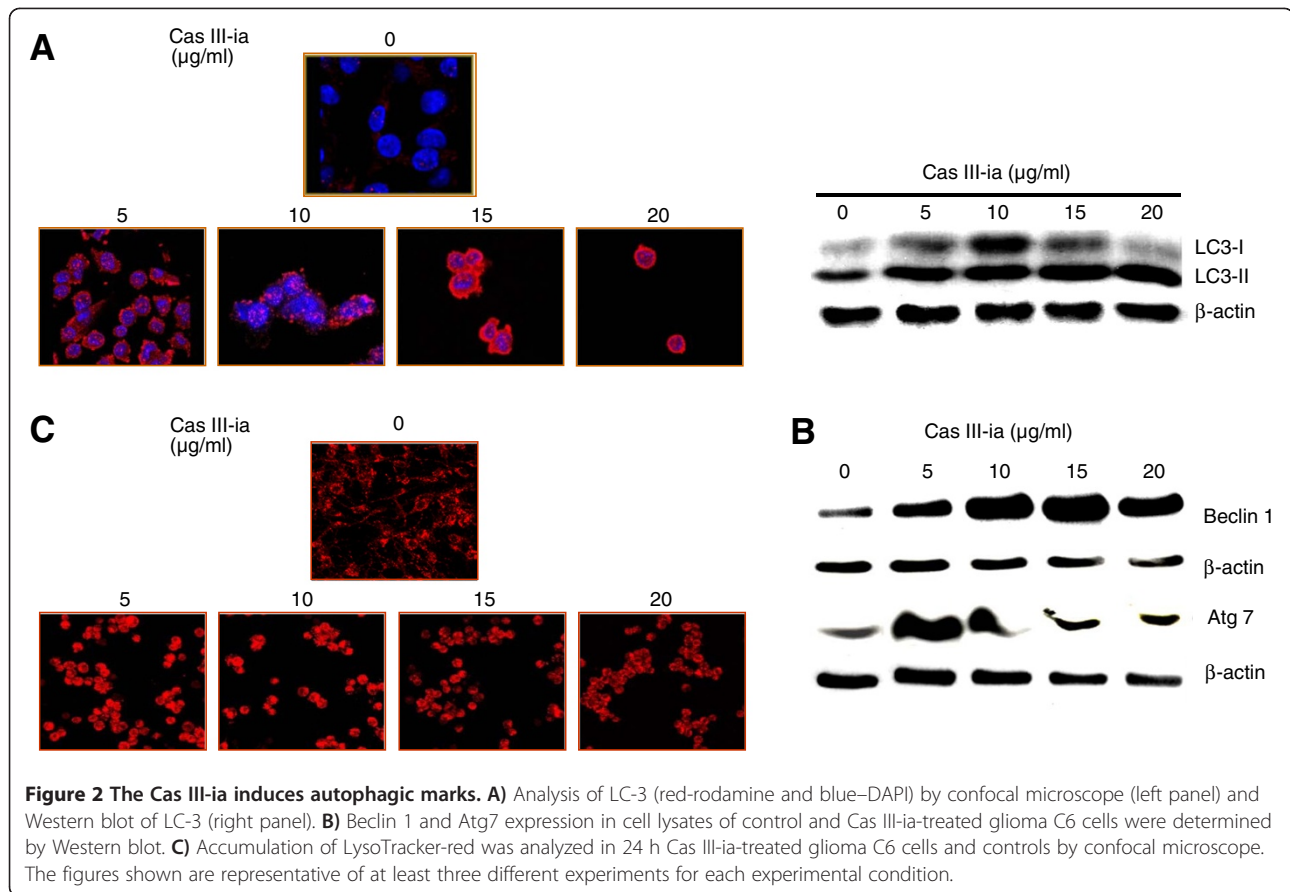 A
Cas III-ia
(µg/ml)
0
5
10
15
20
Cas III-ia (µg/ml)
0 5 10 15 20
LC3-I
LC3-II
β-actin
C
Cas III-ia
(µg/ml)
0
5
10
15
20
B
Cas III-ia (µg/ml)
0 5 10 15 20
Beclin 1
β-actin
Atg 7
β-actin
Figure 2 The Cas III-ia induces autophagic marks. A) Analysis of LC-3 (red-rodamine and blue–DAPI) by confocal microscope (left panel) and
Western blot of LC-3 (right panel). B) Beclin 1 and Atg7 expression in cell lysates of control and Cas III-ia-treated glioma C6 cells were determined
by Western blot. C) Accumulation of LysoTracker-red was analyzed in 24 h Cas III-ia-treated glioma C6 cells and controls by confocal microscope.
The figures shown are representative of at least three different experiments for each experimental condition.